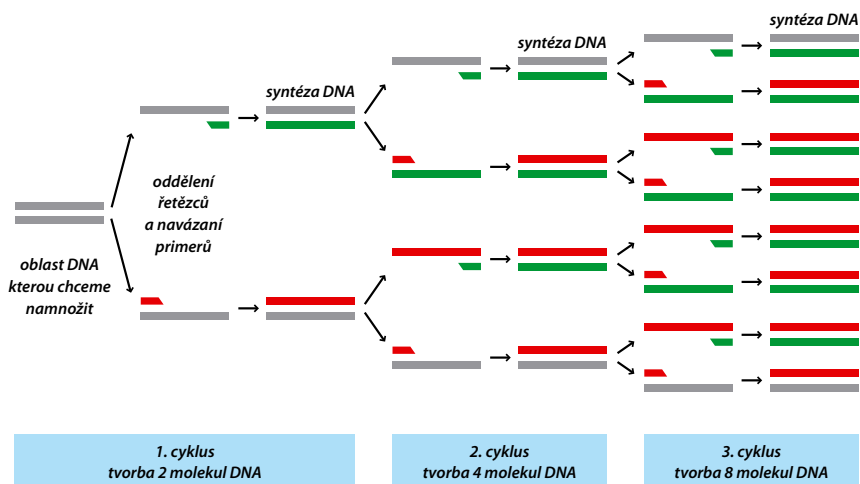 syntéza DNA
syntéza DNA
syntéza DNA
oddělení
řetězců
a navázaní
primerů
oblast DNA
kterou chceme
namnožit
1. cyklus
tvorba 2 molekul DNA
2. cyklus
tvorba 4 molekul DNA
3. cyklus
tvorba 8 molekul DNA